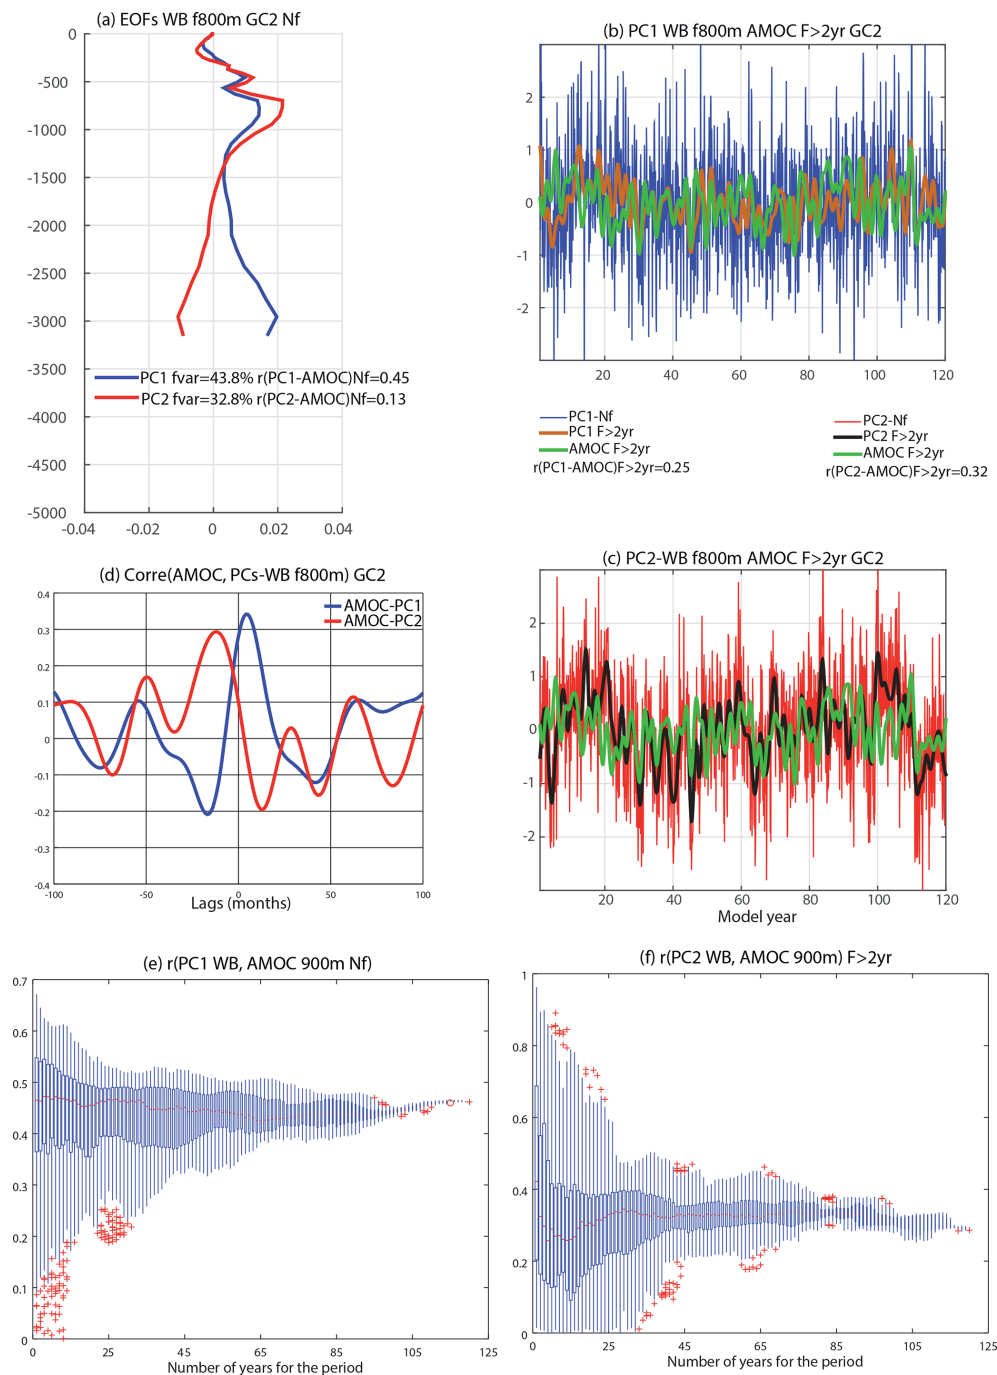 (a) EOFs WB f800m GC2 Nf
0
-500
-1000
-1500
-2000
-2500
-3000
-3500
-4000
-4500
-5000
-0.04 -0.02 0 0.02 0.04
PC1 fvar=43.8% r(PC1-AMOC)Nf=0.45
PC2 fvar=32.8% r(PC2-AMOC)Nf=0.13
(b) PC1 WB f800m AMOC F>2yr GC2
2
1
0
-1
-2
20 40 60 80 100 120
PC1-Nf
PC1 F>2yr
AMOC F>2yr
r(PC1-AMOC)F>2yr=0.25
PC2-Nf
PC2 F>2yr
AMOC F>2yr
r(PC2-AMOC)F>2yr=0.32
(d) Corre(AMOC, PCs-WB f800m) GC2
AMOC-PC1
AMOC-PC2
0.4
0.3
0.2
0.1
0
-0.1
-0.2
-0.3
-0.4
-100 -50 0 50 100
Lags (months)
(c) PC2-WB f800m AMOC F>2yr GC2
2
1
0
-1
-2
20 40 60 80 100 120
Model year
(e) r(PC1 WB, AMOC 900m Nf)
0.7
0.6
0.5
0.4
0.3
0.2
0.1
0
0 25 45 65 85 105 125
Number of years for the period
(f) r(PC2 WB, AMOC 900m) F>2yr
1
0.8
0.6
0.4
0.2
0
0 25 45 65 85 105 125
Number of years for the period